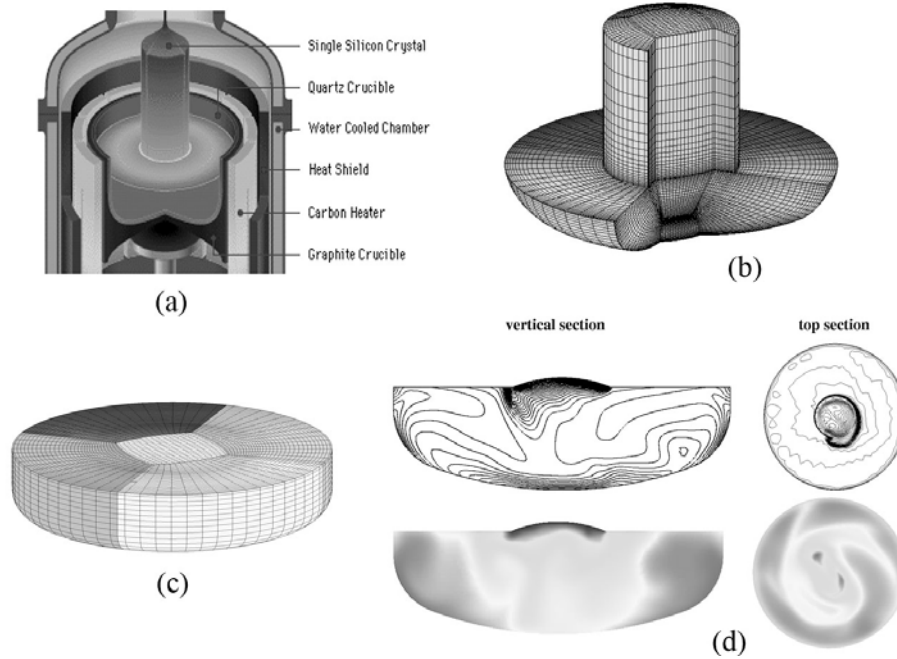 Single Silicon Crystal
Quartz Crucible
Water Cooled Chamber
Heat Shield
Carbon Heater
Graphite Crucible
(a)
(b)
vertical section
top section
(c)
(d)